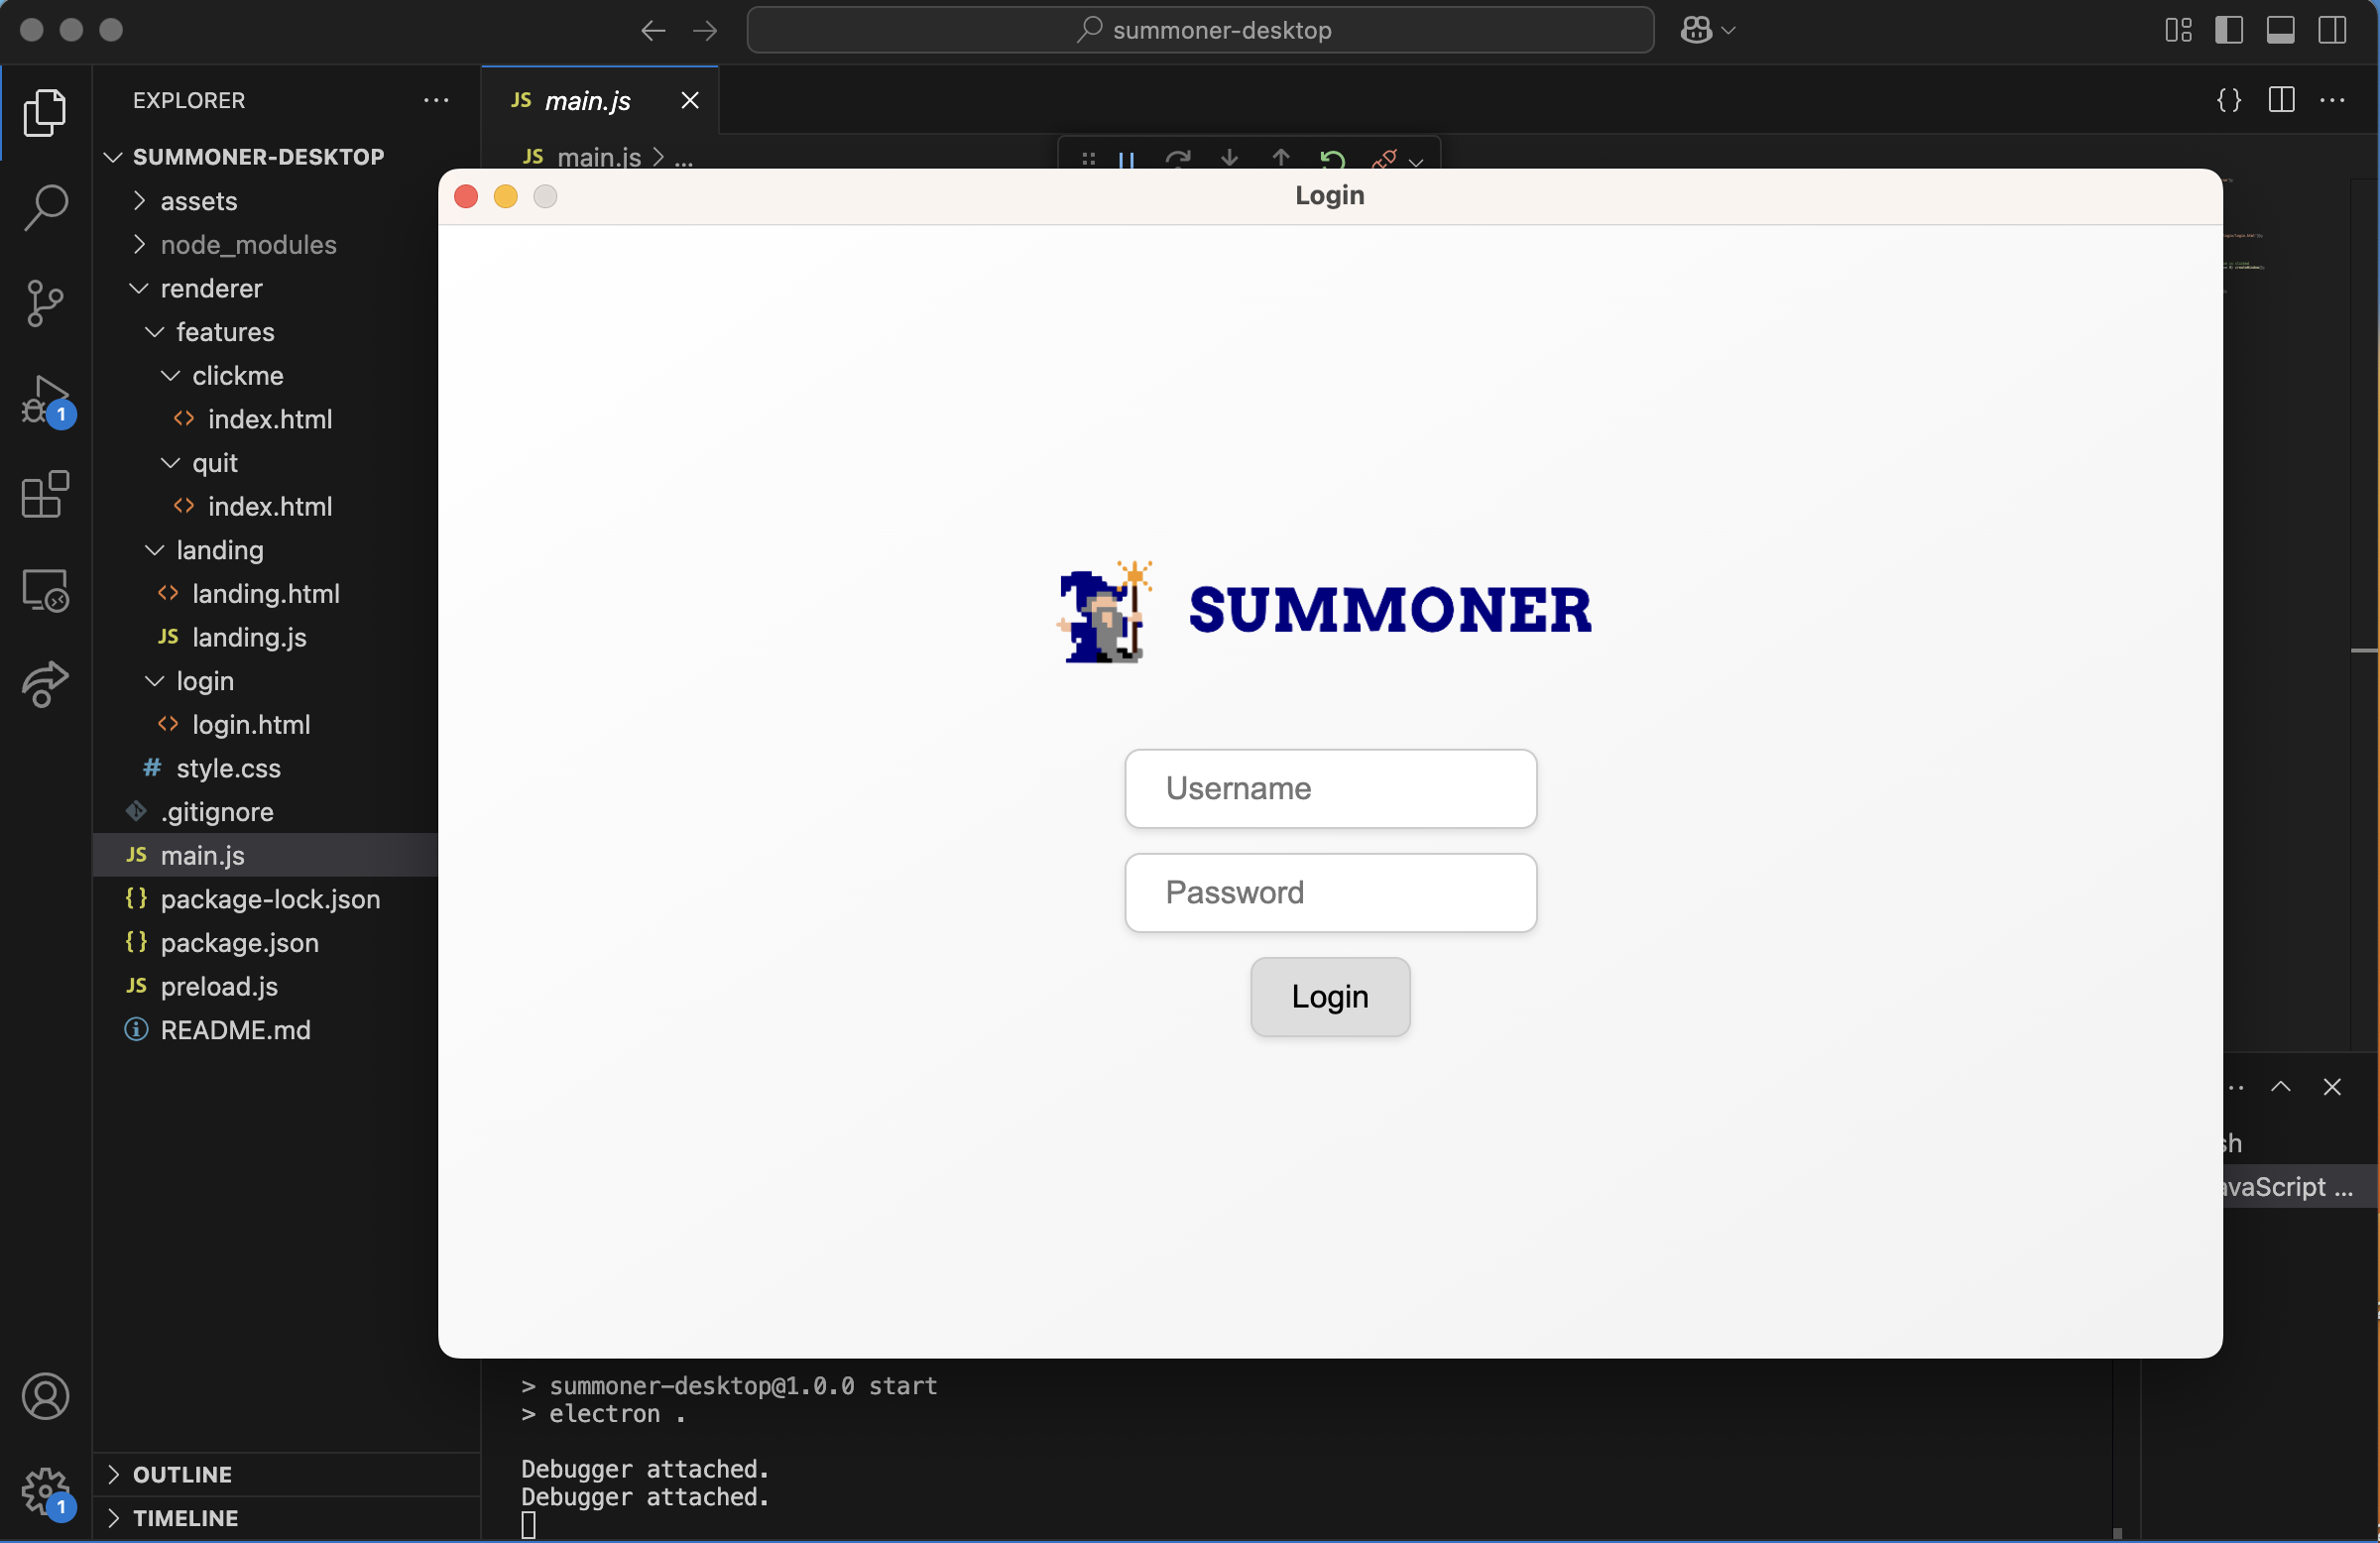 summoner-desktop
EXPLORER
SUMMONER-DESKTOP
assets
node_modules
renderer
features
clickme
index.html
quit
index.html
landing
landing.html
JS landing.js
login
login.html
# style.css
.gitignore
JS main.js
{} package-lock.json
{} package.json
JS preload.js
README.md
OUTLINE
TIMELINE
1
1
JS main.js
JS main.js > ...
Login
SUMMONER
Username
Password
Login
avaScript ...
> summoner-desktop@1.0.0 start
> electron .
Debugger attached.
Debugger attached.